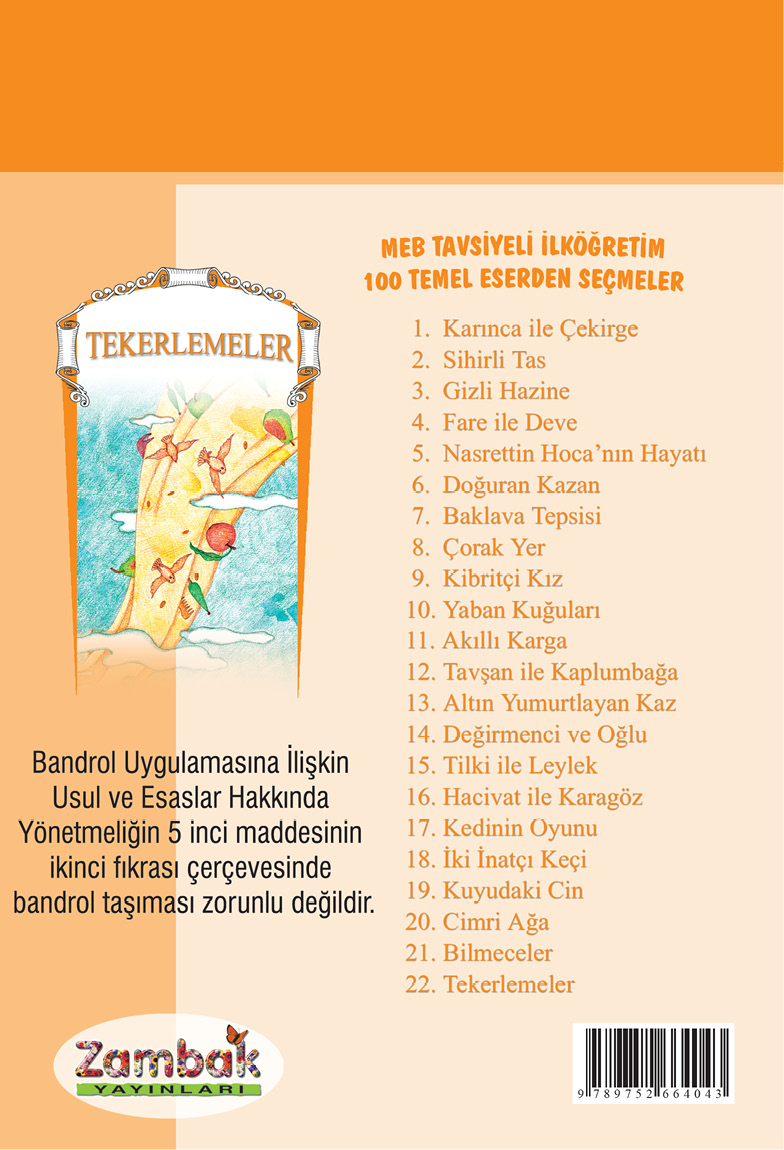 MEB TAVSİYELİ İLKÖĞRETİM
100 TEMEL ESERDEN SEÇMELER
TEKERLEMELER
1. Karınca ile Çekirge
2. Sihirli Tas
3. Gizli Hazine
4. Fare ile Deve
5. Nasrettin Hoca’nın Hayatı
6. Doğuran Kazan
7. Baklava Tepsisi
8. Çorak Yer
9. Kibritçi Kız
10. Yaban Kuğuları
11. Akıllı Karga
12. Tavşan ile Kaplumbağa
13. Altın Yumurtlayan Kaz
14. Değirmenci ve Oğlu
15. Tilki ile Leylek
16. Hacivat ile Karagöz
17. Kedinin Oyunu
18. İki İnatçı Keçi
19. Kuyudaki Cin
20. Cimri Ağa
21. Bilmeceler
22. Tekerlemeler
Bandrol Uygulamasına İlişkin
Usul ve Esaslar Hakkında
Yönetmeliğin 5 inci maddesinin
ikinci fıkrası çerçevesinde
bandrol taşıması zorunlu değildir.
Zambak
YAYINLARI
9 789752 664043